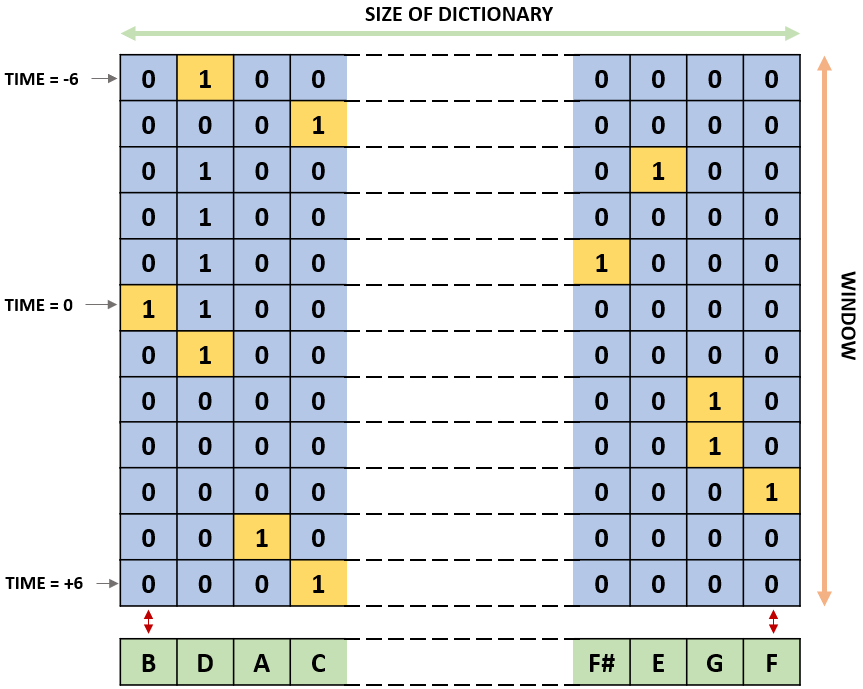 SIZE OF DICTIONARY
TIME = -6 0 1 0 0 0 0 0 0
0 0 0 1 0 0 0 0
0 1 0 0 0 1 0 0
0 1 0 0 0 0 0 0
0 1 0 0 1 0 0 0
TIME = 0 1 1 0 0 0 0 0 0
0 1 0 0 0 0 0 0
0 0 0 0 0 0 1 0
0 0 0 0 0 0 1 0
0 0 0 0 0 0 0 1
0 0 1 0 0 0 0 0
TIME = +6 0 0 0 1 0 0 0 0
WINDOW
B D A C F# E G F